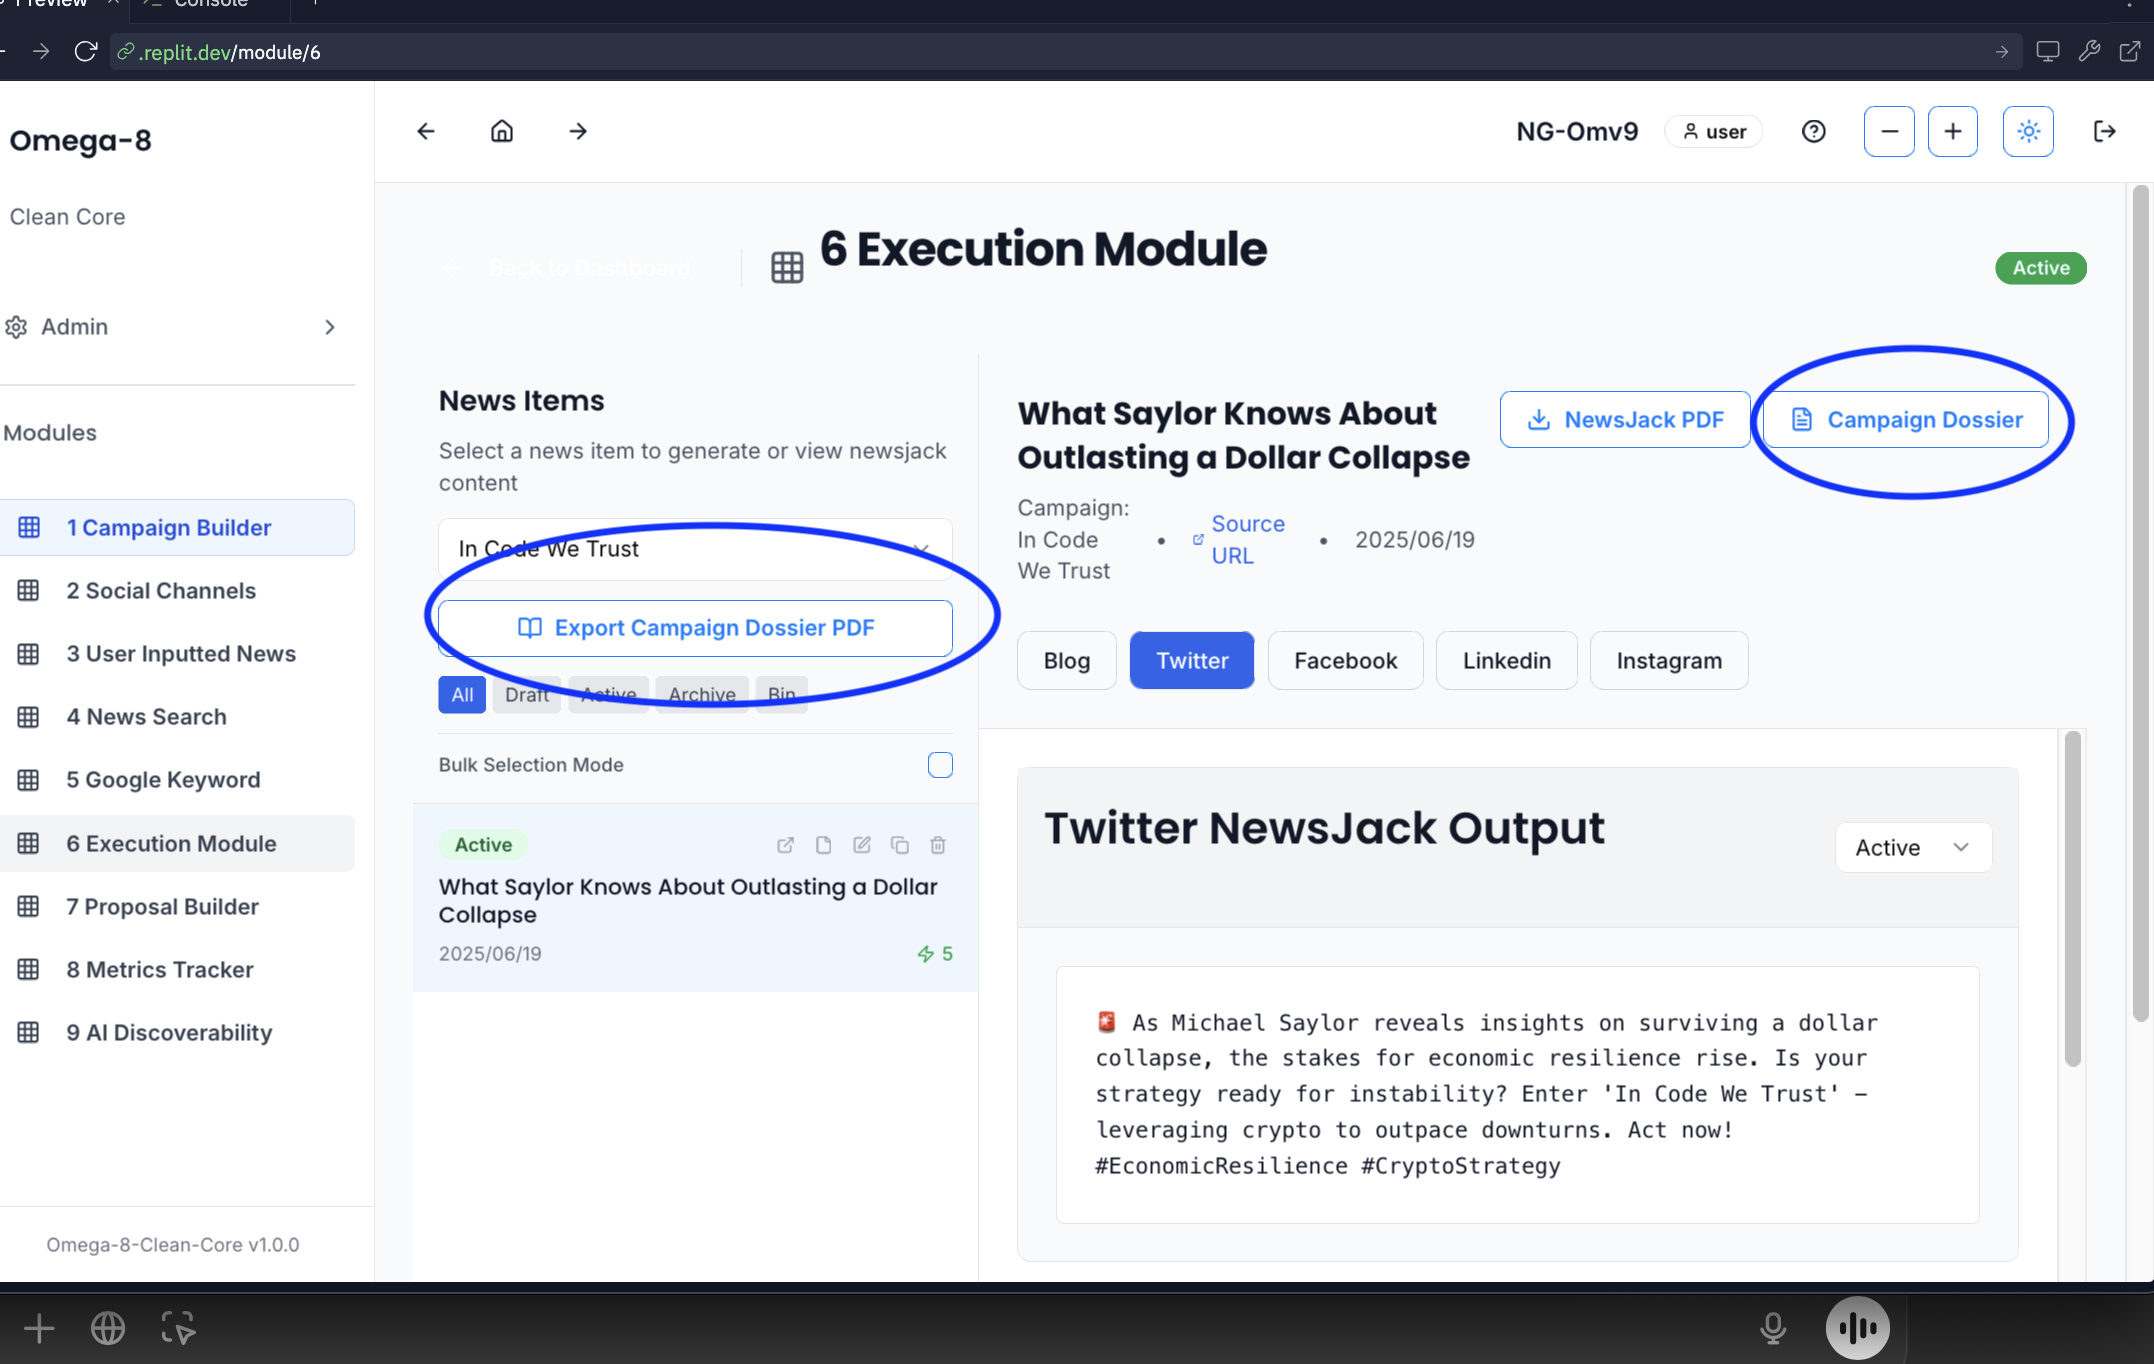 Preview
Console
.replit.dev/module/6
Omega-8
Clean Core
Admin
Modules
1 Campaign Builder
2 Social Channels
3 User Inputted News
4 News Search
5 Google Keyword
6 Execution Module
7 Proposal Builder
8 Metrics Tracker
9 AI Discoverability
Omega-8-Clean-Core v1.0.0
NG-Omv9
user
Back to Dashboard
6 Execution Module
Active
News Items
Select a news item to generate or view newsjack
content
In Code We Trust
Export Campaign Dossier PDF
All
Draft
Active
Archive
Bin
Bulk Selection Mode
Active
What Saylor Knows About Outlasting a Dollar
Collapse
2025/06/19
5
What Saylor Knows About
Outlasting a Dollar Collapse
NewsJack PDF
Campaign Dossier
Campaign:
In Code
We Trust
•
Source
URL
•
2025/06/19
Blog
Twitter
Facebook
Linkedin
Instagram
Twitter NewsJack Output
Active
🚨 As Michael Saylor reveals insights on surviving a dollar
collapse, the stakes for economic resilience rise. Is your
strategy ready for instability? Enter 'In Code We Trust' –
leveraging crypto to outpace downturns. Act now!
#EconomicResilience #CryptoStrategy